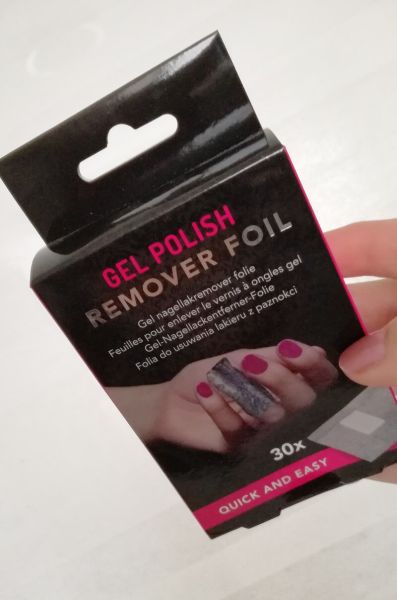 GEL POLISH
REMOVER FOIL
Gel nagellakremover folie
Feuilles pour enlever le vernis à ongles gel
Gel-Nagellackentferner-Folie
Folia do usuwania lakieru z paznokci
30x
QUICK AND EASY